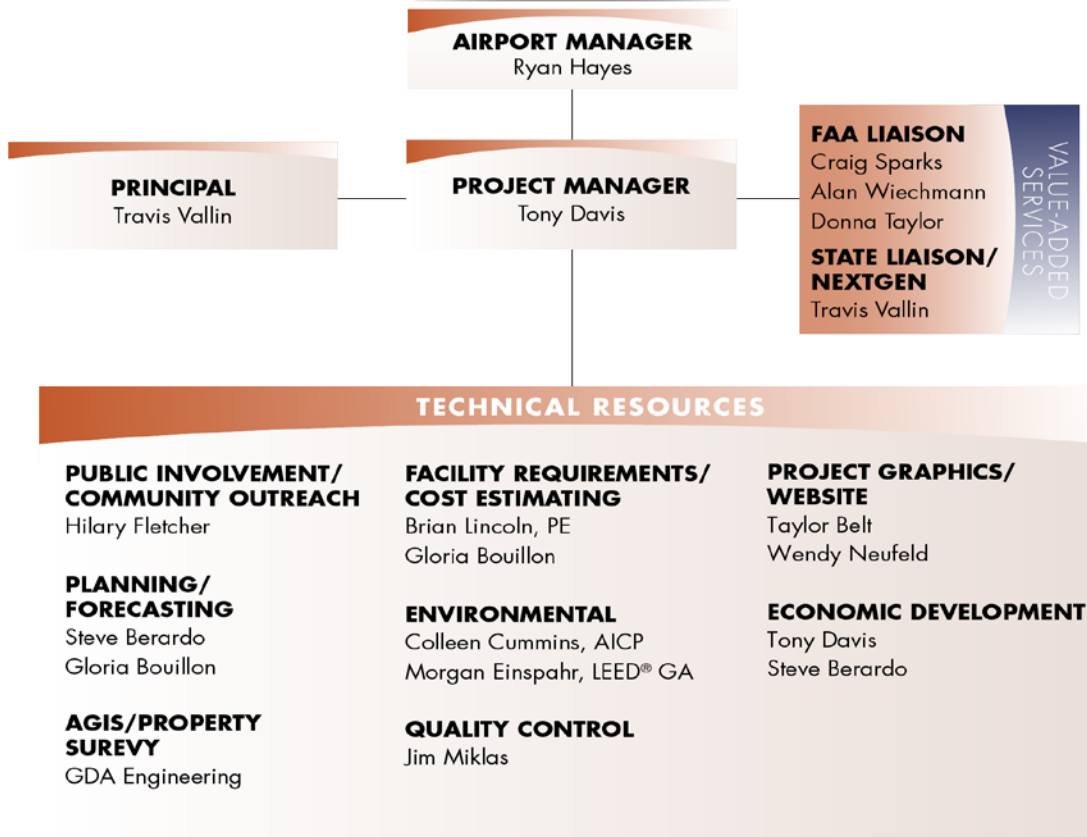 AIRPORT MANAGER
Ryan Hayes
PRINCIPAL
Travis Vallin
PROJECT MANAGER
Tony Davis
FAA LIAISON
Craig Sparks
Alan Wiechmann
Donna Taylor
STATE LIAISON/
NEXTGEN
Travis Vallin
VALUE-ADDED
SERVICES
TECHNICAL RESOURCES
PUBLIC INVOLVEMENT/
COMMUNITY OUTREACH
Hilary Fletcher
PLANNING/
FORECASTING
Steve Berardo
Gloria Bouillon
AGIS/PROPERTY
SUREVY
GDA Engineering
FACILITY REQUIREMENTS/
COST ESTIMATING
Brian Lincoln, PE
Gloria Bouillon
ENVIRONMENTAL
Colleen Cummins, AICP
Morgan Einspahr, LEED® GA
QUALITY CONTROL
Jim Miklas
PROJECT GRAPHICS/
WEBSITE
Taylor Belt
Wendy Neufeld
ECONOMIC DEVELOPMENT
Tony Davis
Steve Berardo